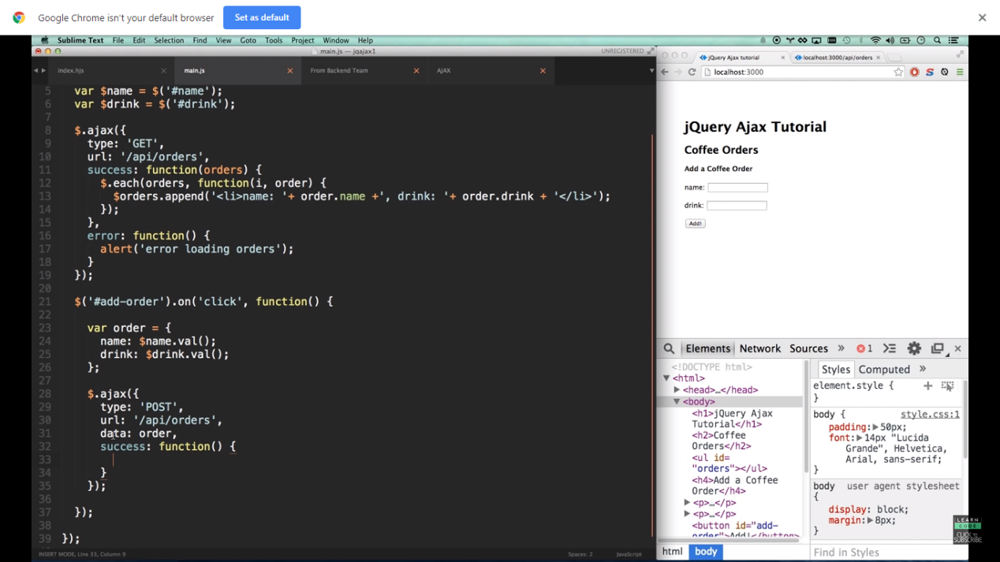 Google Chrome isn't your default browser Set as default
Sublime Text File Edit Selection Find View Goto Tools Project Window Help
main.js — jqajax1 UNREGISTERED
index.hjs main.js From Backend Team AJAX
5 var $name = $('#name');
6 var $drink = $('#drink');
7
8 $.ajax({
9 type: 'GET',
10 url: '/api/orders',
11 success: function(orders) {
12 $.each(orders, function(i, order) {
13 $orders.append('<li>name: '+ order.name +', drink: '+ order.drink + '</li>');
14 });
15 },
16 error: function() {
17 alert('error loading orders');
18 }
19 });
20
21 $('#add-order').on('click', function() {
22
23 var order = {
24 name: $name.val();
25 drink: $drink.val();
26 };
27
28 $.ajax({
29 type: 'POST',
30 url: '/api/orders',
31 data: order,
32 success: function() {
33
34 }
35 });
36
37 });
38
39 });
INSERT MODE, Line 33, Column 9 Spaces: 2 JavaScript
jQuery Ajax tutorial localhost:3000/api/orders
localhost:3000
jQuery Ajax Tutorial
Coffee Orders
Add a Coffee Order
name:
drink:
Add!
Elements Network Sources » 1
<!DOCTYPE html>
<html>
<head>…</head>
<body>
<h1>jQuery Ajax
Tutorial</h1>
<h2>Coffee
Orders</h2>
<ul id=
"orders"></ul>
<h4>Add a Coffee
Order</h4>
<p>…</p>
<p>…</p>
<button id="add-
order">Add!</button>
html body
Styles Computed »
element.style {
}
body { style.css:1
padding: 50px;
font: 14px "Lucida
Grande", Helvetica,
Arial, sans-serif;
}
body user agent stylesheet
{
display: block;
margin: 8px;
}
Find in Styles
LEARN
CODE
CLICK TO
SUBSCRIBE